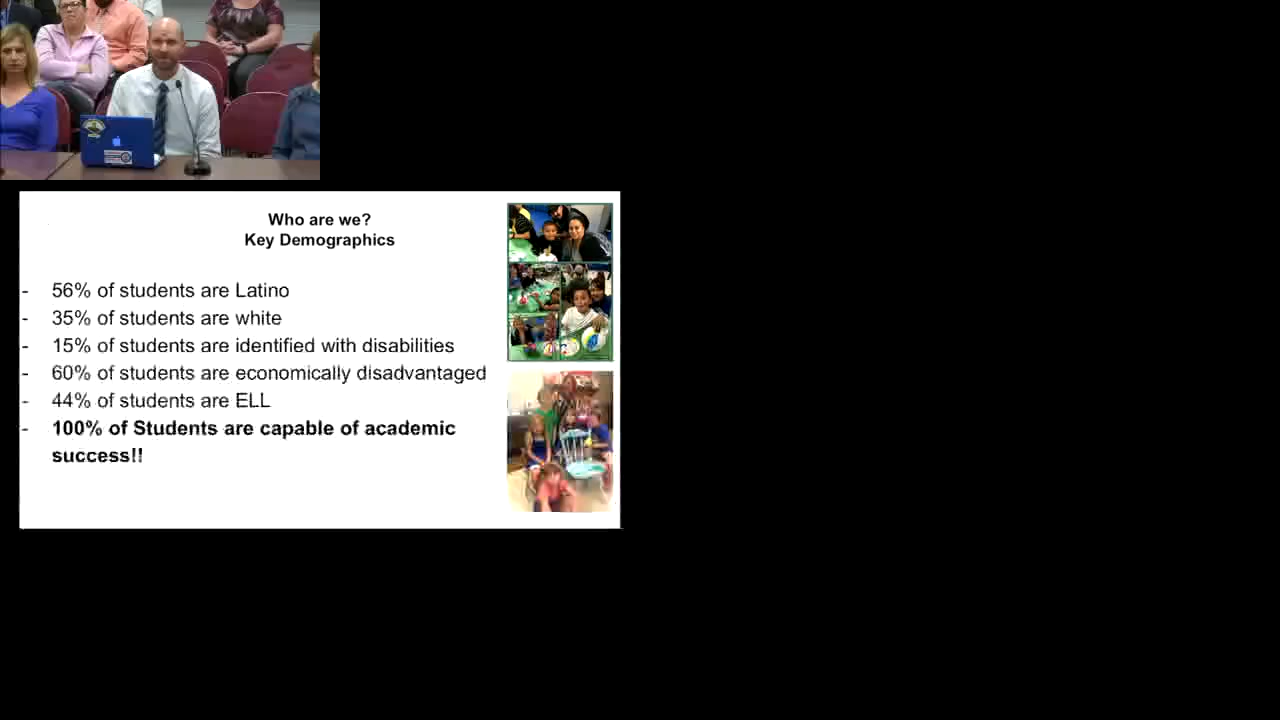 Who are we?
Key Demographics
- 56% of students are Latino
- 35% of students are white
- 15% of students are identified with disabilities
- 60% of students are economically disadvantaged
- 44% of students are ELL
- 100% of Students are capable of academic
success!!